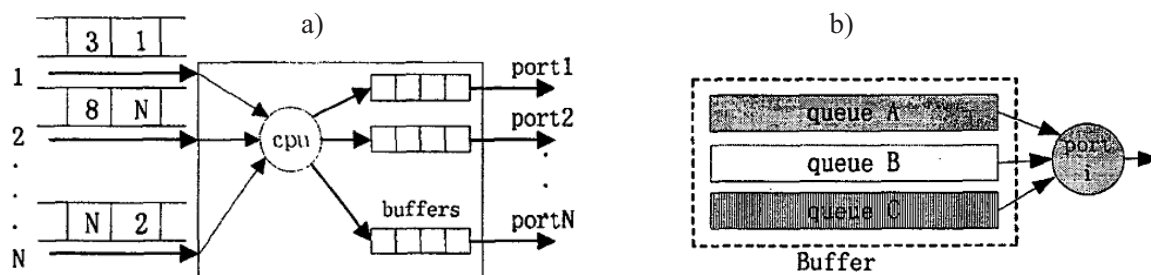 a)
3 1
1
8 N
2
.
.
.
N 2
N
cpu
port1
port2
.
.
.
buffers
portN
b)
queue A
queue B
queue C
port
i
Buffer